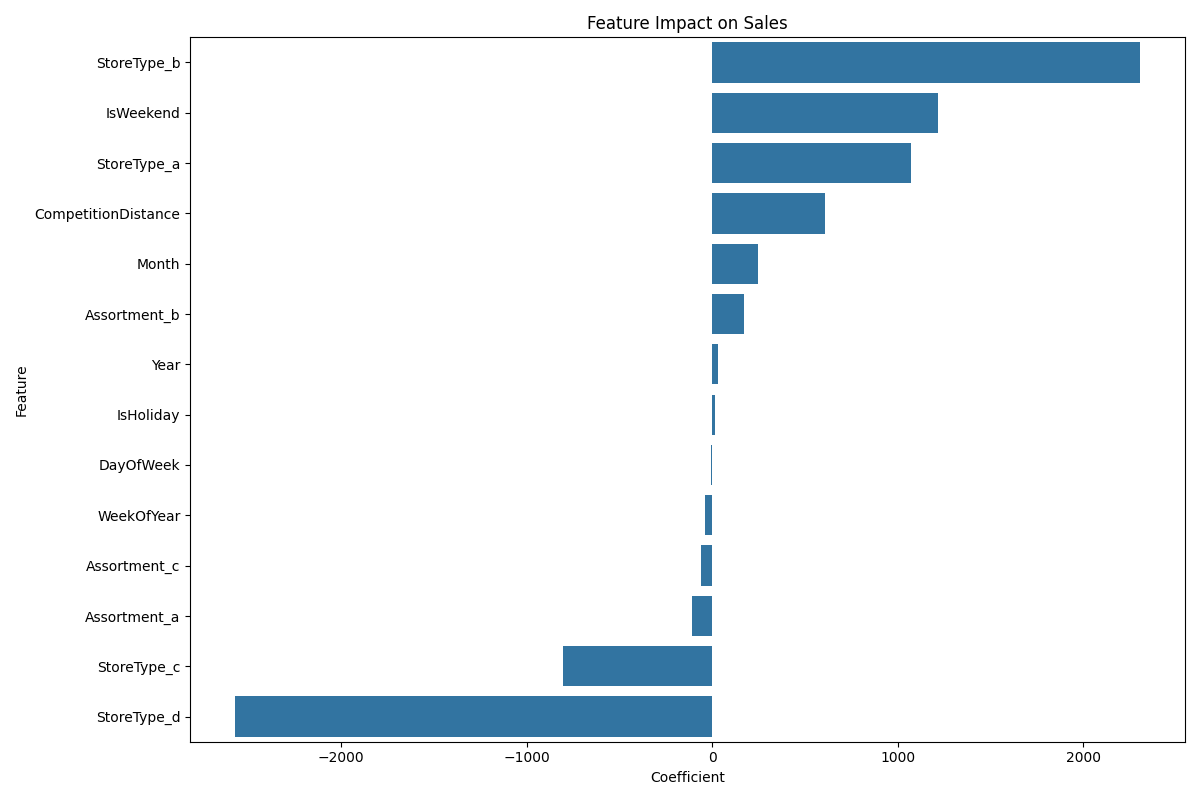 Feature Impact on Sales
StoreType_b
IsWeekend
StoreType_a
CompetitionDistance
Month
Assortment_b
Year
IsHoliday
DayOfWeek
WeekOfYear
Assortment_c
Assortment_a
StoreType_c
StoreType_d
Feature
−2000 −1000 0 1000 2000
Coefficient